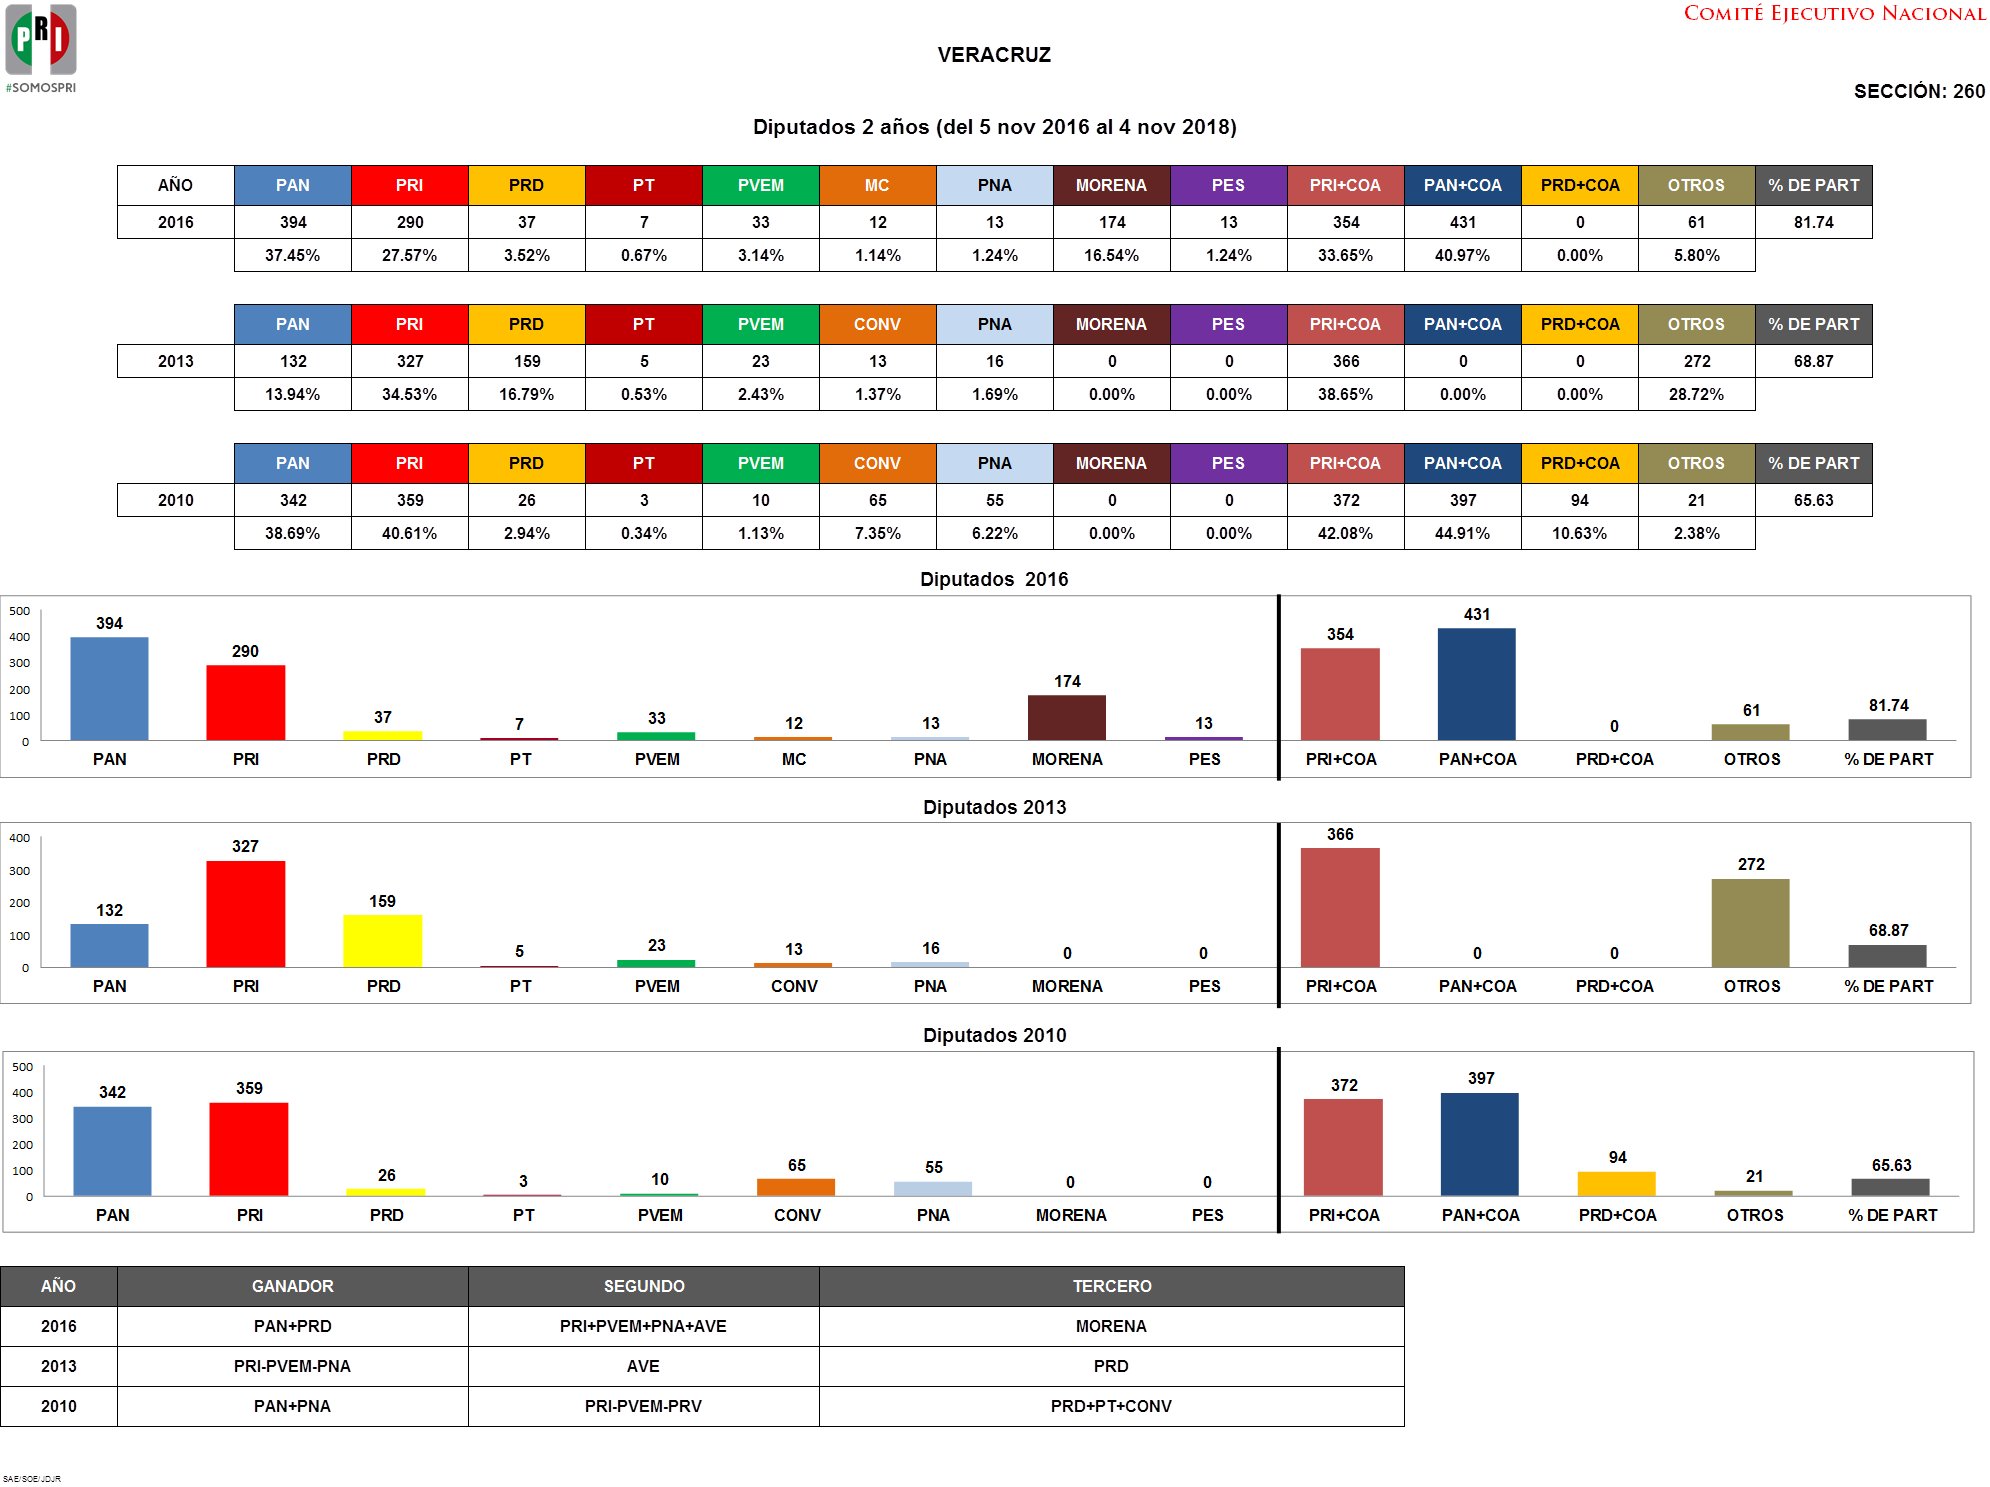 PRI
#SOMOSPRI
COMITÉ EJECUTIVO NACIONAL
VERACRUZ
SECCIÓN: 260
Diputados 2 años (del 5 nov 2016 al 4 nov 2018)
AÑO PAN PRI PRD PT PVEM MC PNA MORENA PES PRI+COA PAN+COA PRD+COA OTROS % DE PART
2016 394 290 37 7 33 12 13 174 13 354 431 0 61 81.74
37.45% 27.57% 3.52% 0.67% 3.14% 1.14% 1.24% 16.54% 1.24% 33.65% 40.97% 0.00% 5.80%
PAN PRI PRD PT PVEM CONV PNA MORENA PES PRI+COA PAN+COA PRD+COA OTROS % DE PART
2013 132 327 159 5 23 13 16 0 0 366 0 0 272 68.87
13.94% 34.53% 16.79% 0.53% 2.43% 1.37% 1.69% 0.00% 0.00% 38.65% 0.00% 0.00% 28.72%
PAN PRI PRD PT PVEM CONV PNA MORENA PES PRI+COA PAN+COA PRD+COA OTROS % DE PART
2010 342 359 26 3 10 65 55 0 0 372 397 94 21 65.63
38.69% 40.61% 2.94% 0.34% 1.13% 7.35% 6.22% 0.00% 0.00% 42.08% 44.91% 10.63% 2.38%
Diputados 2016
500
400
300
200
100
0
394 290 37 7 33 12 13 174 13 354 431 0 61 81.74
PAN PRI PRD PT PVEM MC PNA MORENA PES PRI+COA PAN+COA PRD+COA OTROS % DE PART
Diputados 2013
400
300
200
100
0
132 327 159 5 23 13 16 0 0 366 0 0 272 68.87
PAN PRI PRD PT PVEM CONV PNA MORENA PES PRI+COA PAN+COA PRD+COA OTROS % DE PART
Diputados 2010
500
400
300
200
100
0
342 359 26 3 10 65 55 0 0 372 397 94 21 65.63
PAN PRI PRD PT PVEM CONV PNA MORENA PES PRI+COA PAN+COA PRD+COA OTROS % DE PART
AÑO GANADOR SEGUNDO TERCERO
2016 PAN+PRD PRI+PVEM+PNA+AVE MORENA
2013 PRI-PVEM-PNA AVE PRD
2010 PAN+PNA PRI-PVEM-PRV PRD+PT+CONV
SAE/SOE/JDJR